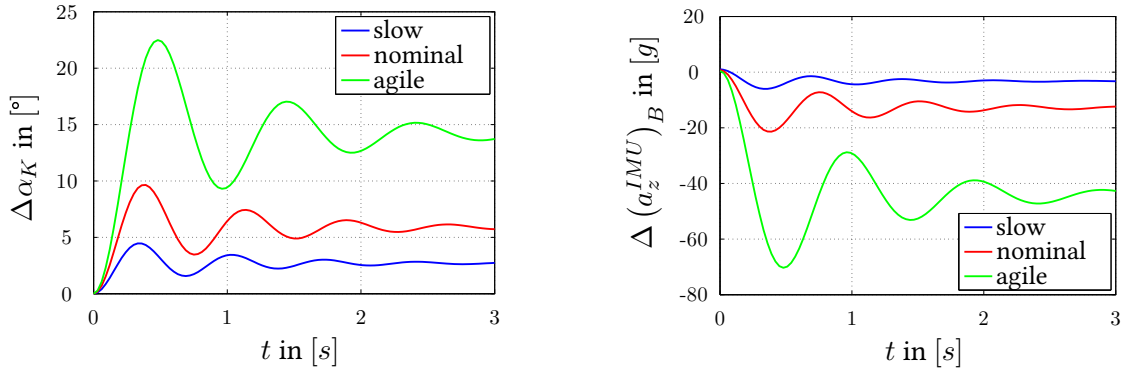 25
20
15
10
5
0
Δα_K in [°]
slow
nominal
agile
0 1 2 3
t in [s]
20
0
-20
-40
-60
-80
Δ (a_z^{IMU})_B in [g]
slow
nominal
agile
0 1 2 3
t in [s]